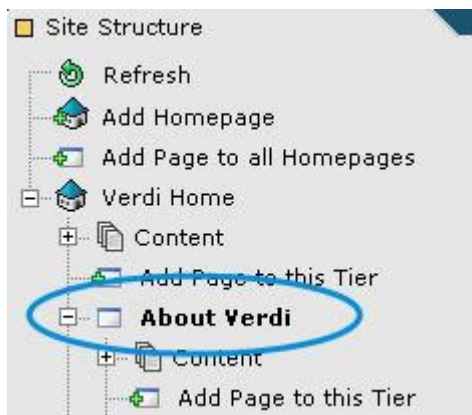 Site Structure
Refresh
Add Homepage
Add Page to all Homepages
Verdi Home
Content
Add Page to this Tier
About Verdi
Content
Add Page to this Tier